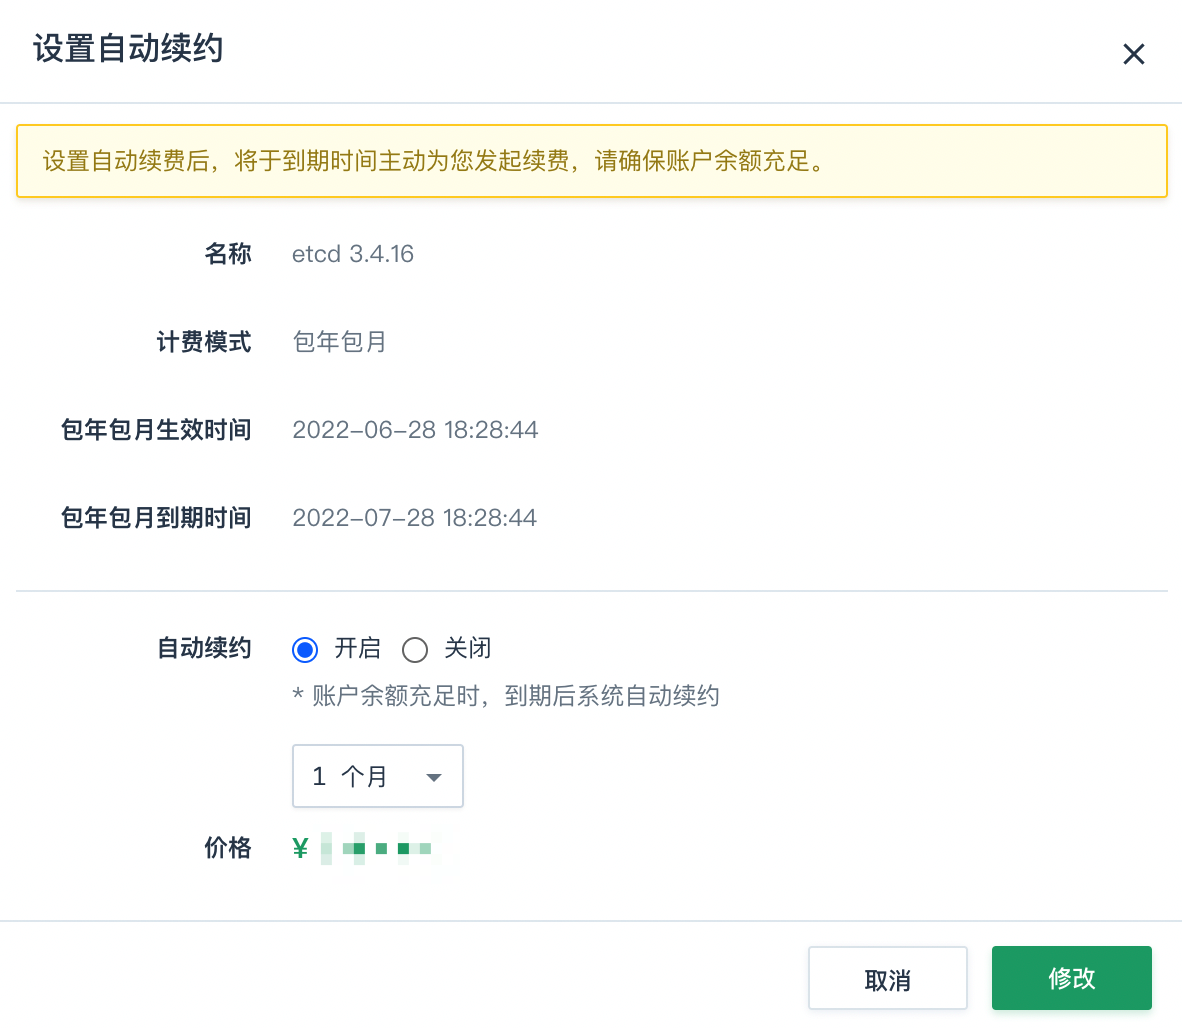 设置自动续约
设置自动续费后，将于到期时间主动为您发起续费，请确保账户余额充足。
名称 etcd 3.4.16
计费模式 包年包月
包年包月生效时间 2022-06-28 18:28:44
包年包月到期时间 2022-07-28 18:28:44
自动续约 开启 关闭
* 账户余额充足时，到期后系统自动续约
1 个月
价格 ¥
取消 修改